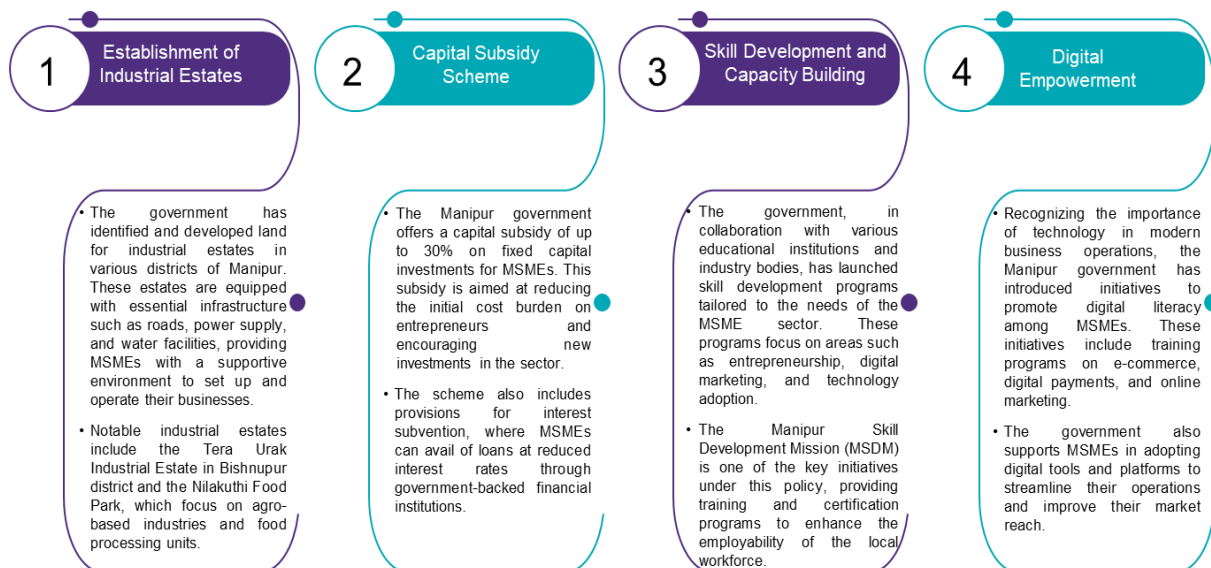 1
Establishment of
Industrial Estates
• The government has
identified and developed land
for industrial estates in
various districts of Manipur.
These estates are equipped
with essential infrastructure
such as roads, power supply,
and water facilities, providing
MSMEs with a supportive
environment to set up and
operate their businesses.
• Notable industrial estates
include the Tera Urak
Industrial Estate in Bishnupur
district and the Nilakuthi Food
Park, which focus on agro-
based industries and food
processing units.
2
Capital Subsidy
Scheme
• The Manipur government
offers a capital subsidy of up
to 30% on fixed capital
investments for MSMEs. This
subsidy is aimed at reducing
the initial cost burden on
entrepreneurs and
encouraging new
investments in the sector.
• The scheme also includes
provisions for interest
subvention, where MSMEs
can avail of loans at reduced
interest rates through
government-backed financial
institutions.
3
Skill Development and
Capacity Building
• The government, in
collaboration with various
educational institutions and
industry bodies, has launched
skill development programs
tailored to the needs of the
MSME sector. These
programs focus on areas such
as entrepreneurship, digital
marketing, and technology
adoption.
• The Manipur Skill
Development Mission (MSDM)
is one of the key initiatives
under this policy, providing
training and certification
programs to enhance the
employability of the local
workforce.
4
Digital
Empowerment
• Recognizing the importance
of technology in modern
business operations, the
Manipur government has
introduced initiatives to
promote digital literacy
among MSMEs. These
initiatives include training
programs on e-commerce,
digital payments, and online
marketing.
• The government also
supports MSMEs in adopting
digital tools and platforms to
streamline their operations
and improve their market
reach.